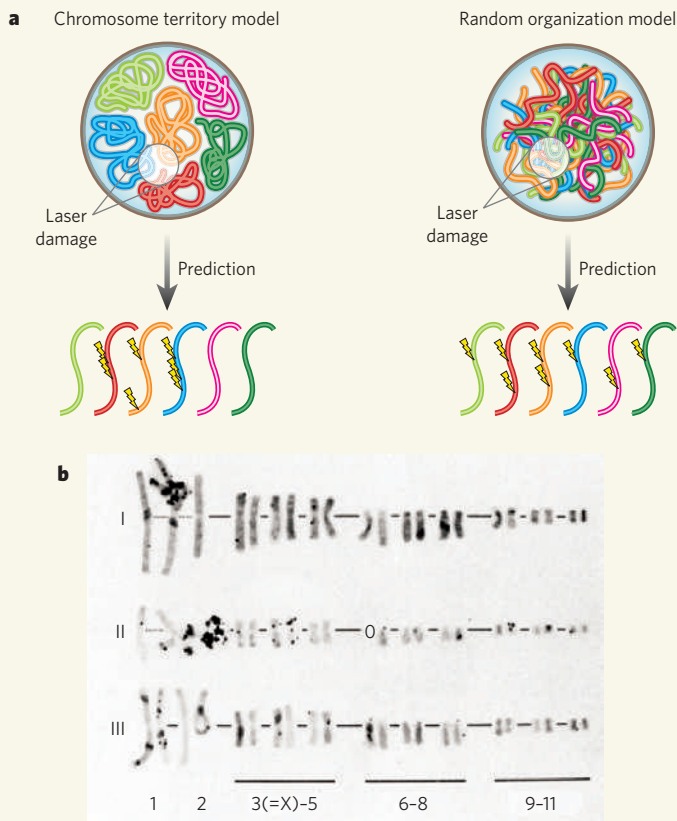 a
Chromosome territory model
Random organization model
Laser
damage
Laser
damage
Prediction
Prediction
b
I
II
0
III
1
2
3(=X)–5
6–8
9–11